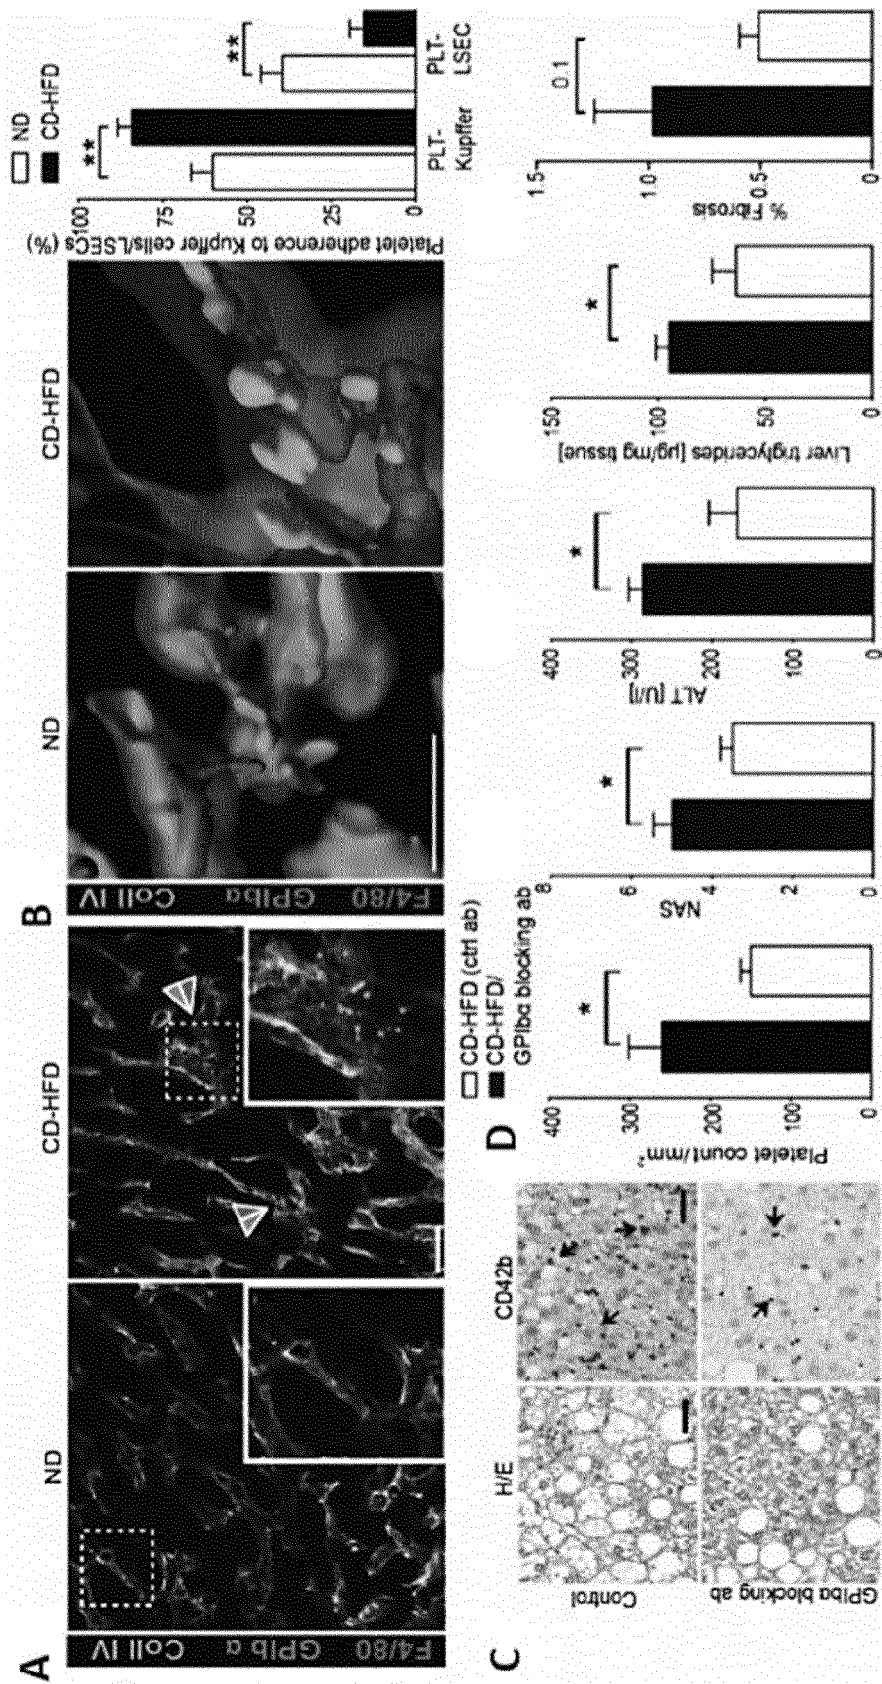 A
ND
CD-HFD
F4/80 GPIb α Coll IV
B
ND
CD-HFD
F4/80 GPIbα Coll IV
ND
CD-HFD
Platelet adherence to Kupffer cells/LSECs (%)
100
75
50
25
0
**
**
PLT-
Kupffer
PLT-
LSEC
C
H/E
CD42b
Control
GPIbα blocking ab
D
CD-HFD (ctrl ab)
CD-HFD/
GPIbα blocking ab
Platelet count/mm²
400
300
200
100
0
*
NAS
8
6
4
2
0
*
ALT [U/l]
400
300
200
100
0
*
Liver triglycerides [µg/mg tissue]
150
100
50
0
*
% Fibrosis
1.5
1.0
0.5
0
0.1